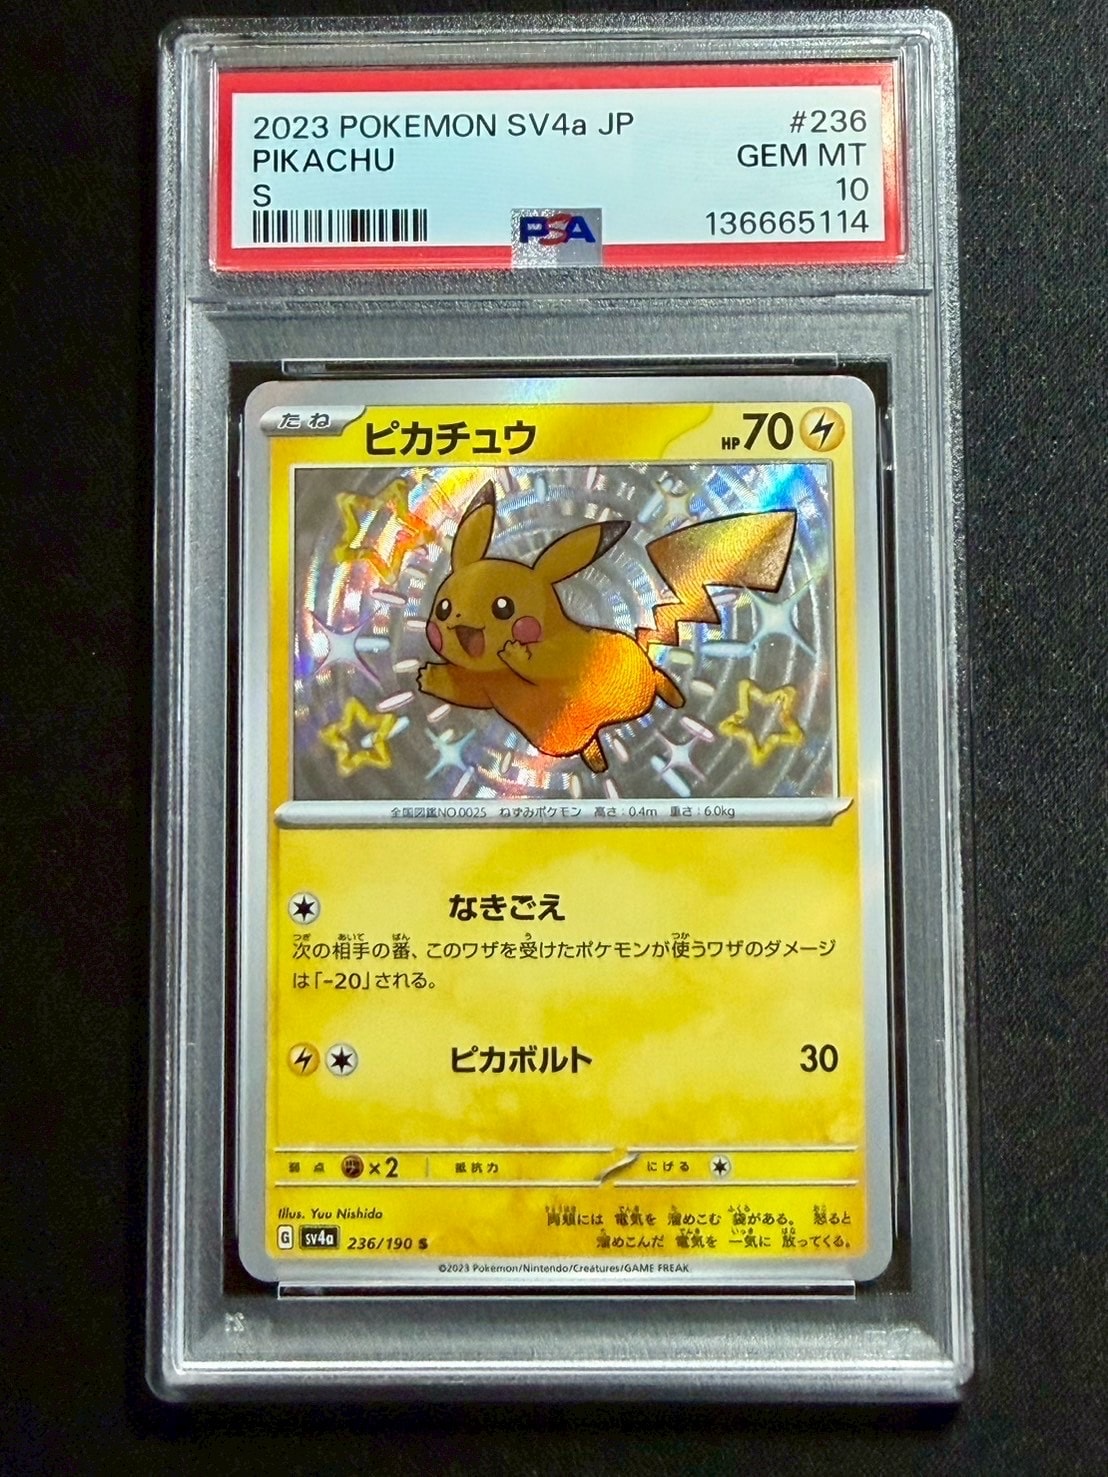 2023 POKEMON SV4a JP #236
PIKACHU GEM MT
S 10
PSA 136665114
たね ピカチュウ HP 70
全国図鑑NO.0025 ねずみポケモン 高さ:0.4m 重さ:6.0kg
なきごえ
次の相手の番、このワザを受けたポケモンが使うワザのダメージ
は「-20」される。
ピカボルト 30
弱点 ×2 抵抗力 にげる
Illus. Yuu Nishida
両頬には 電気を 溜めこむ 袋がある。 怒ると
溜めこんだ 電気を 一気に 放ってくる。
G sv4a 236/190 S
©2023 Pokémon/Nintendo/Creatures/GAME FREAK